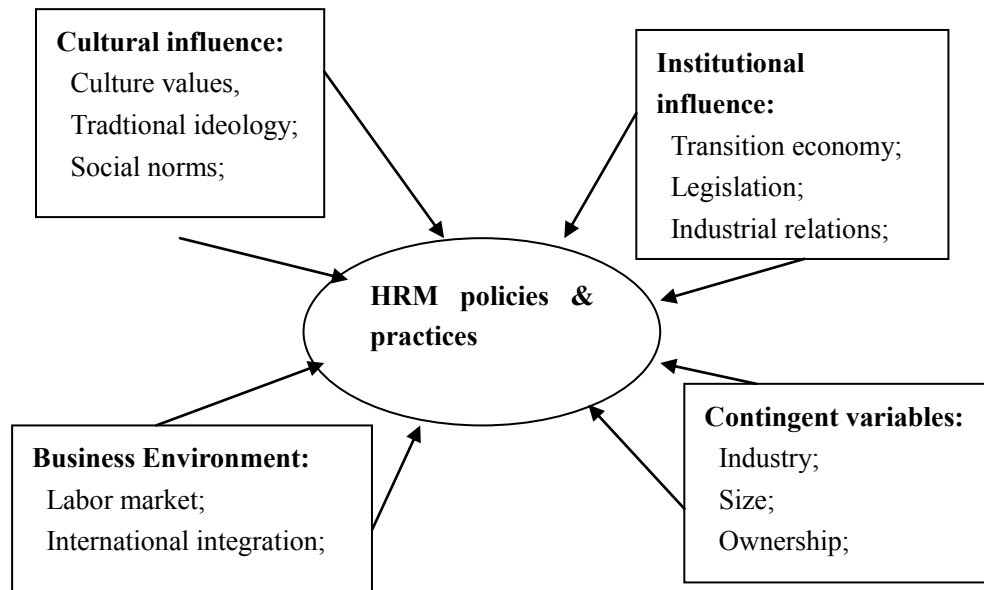 Cultural influence:
Culture values,
Tradtional ideology;
Social norms;
Institutional
influence:
Transition economy;
Legislation;
Industrial relations;
HRM policies &
practices
Business Environment:
Labor market;
International integration;
Contingent variables:
Industry;
Size;
Ownership;